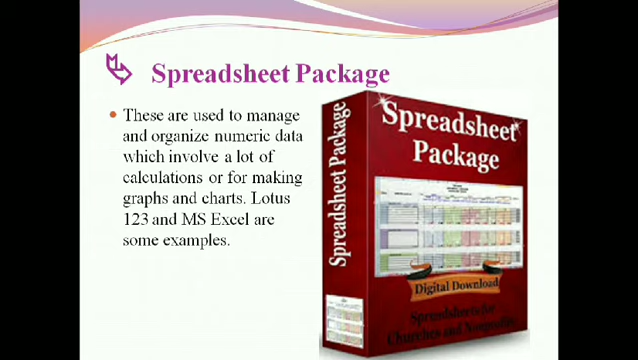 Spreadsheet Package
These are used to manage
and organize numeric data
which involve a lot of
calculations or for making
graphs and charts. Lotus
123 and MS Excel are
some examples.
Spreadsheet Package
Spreadsheet
Package
Digital Download
Spreadsheets for
Churches and Nonprofits